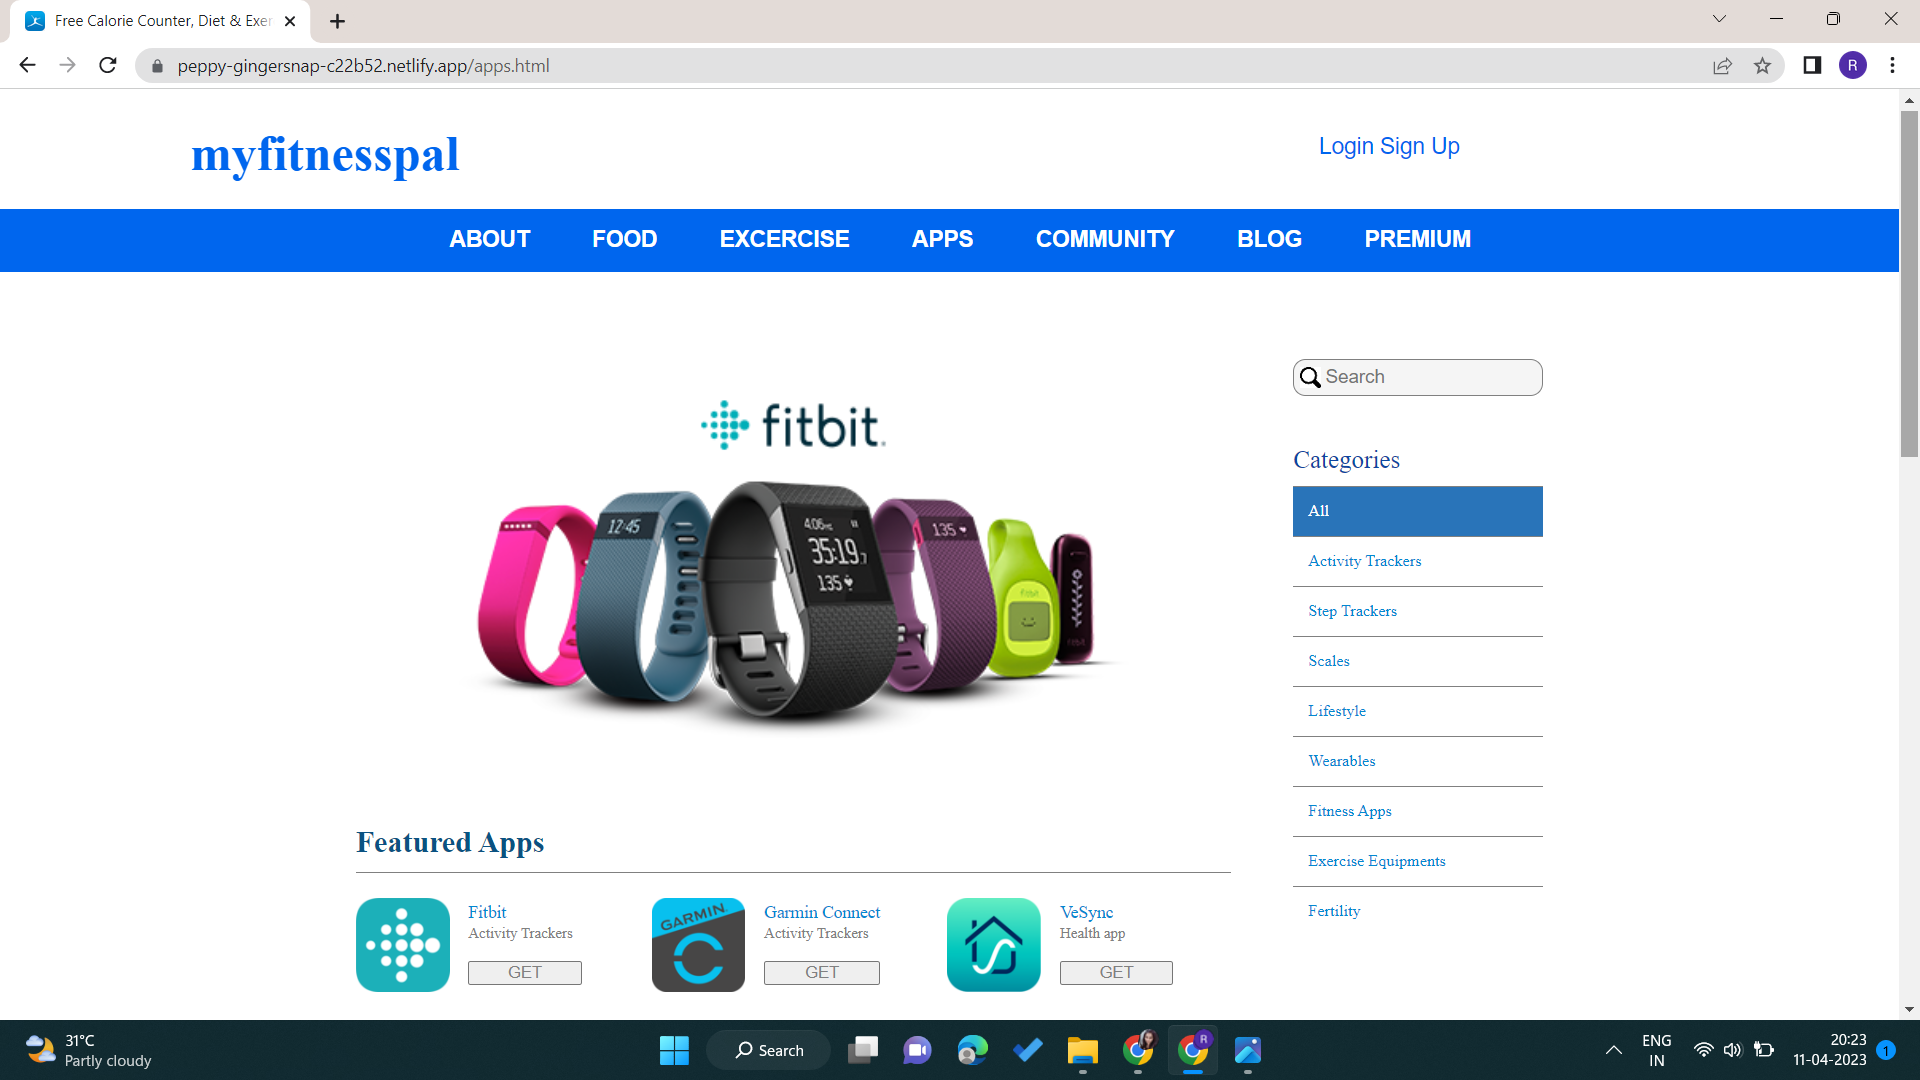 Free Calorie Counter, Diet & Exer
peppy-gingersnap-c22b52.netlify.app/apps.html
R
myfitnesspal
Login Sign Up
ABOUT FOOD EXCERCISE APPS COMMUNITY BLOG PREMIUM
Search
fitbit.
12:45
4.06
35:19
135
135
fitbit
Categories
All
Activity Trackers
Step Trackers
Scales
Lifestyle
Wearables
Fitness Apps
Exercise Equipments
Fertility
Featured Apps
Fitbit
Activity Trackers
GET
GARMIN
Garmin Connect
Activity Trackers
GET
VeSync
Health app
GET
31°C
Partly cloudy
Search
R
ENG
IN
20:23
11-04-2023
1